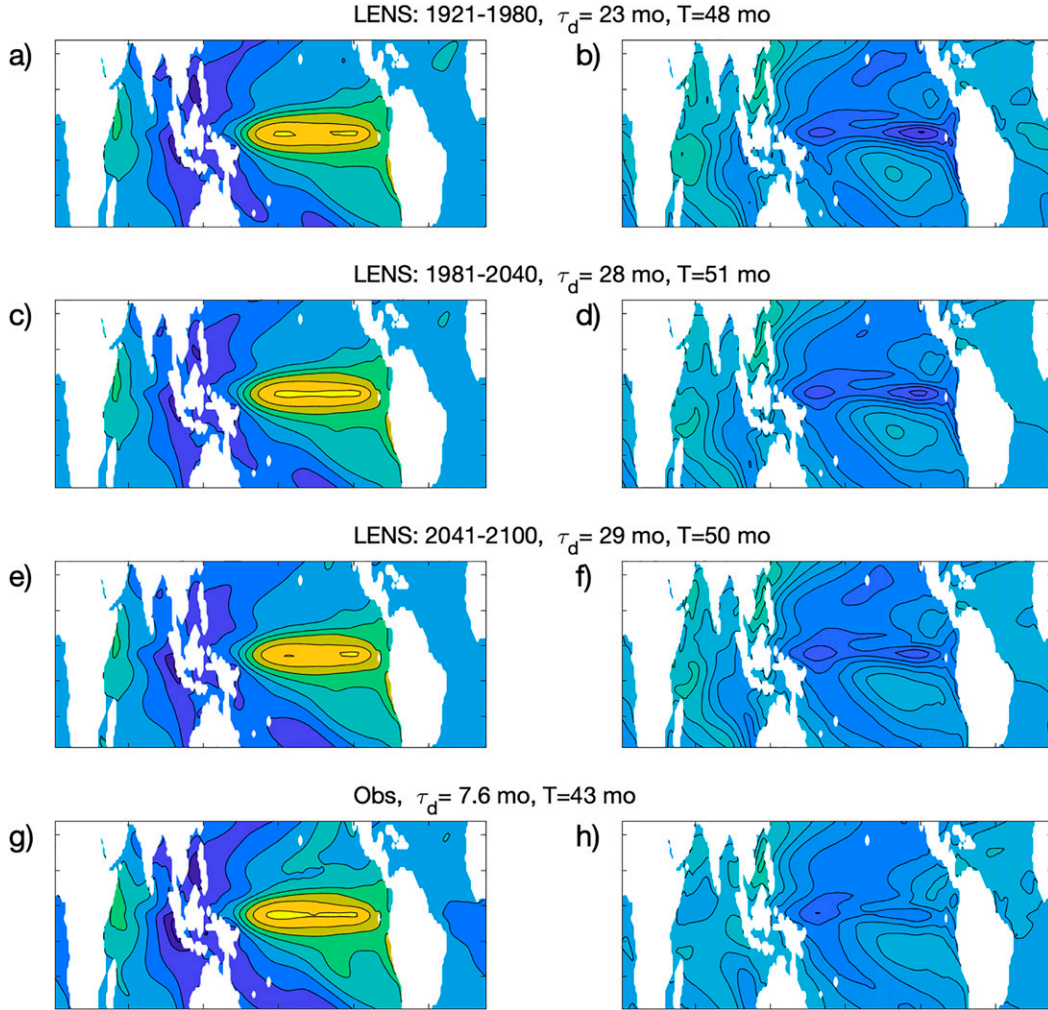 LENS: 1921-1980, τd= 23 mo, T=48 mo
a) b)
LENS: 1981-2040, τd= 28 mo, T=51 mo
c) d)
LENS: 2041-2100, τd= 29 mo, T=50 mo
e) f)
Obs, τd= 7.6 mo, T=43 mo
g) h)